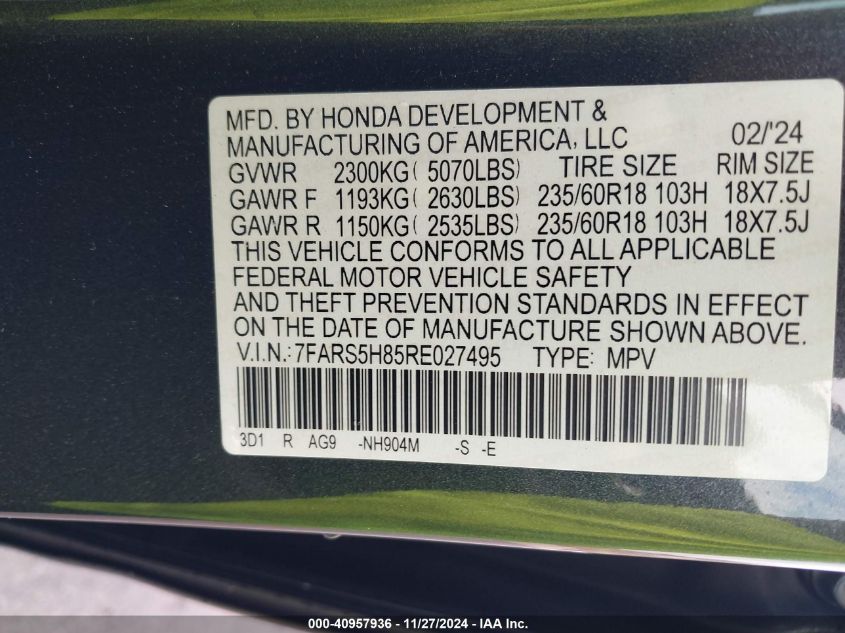 MFD. BY HONDA DEVELOPMENT &
MANUFACTURING OF AMERICA, LLC 02/'24
GVWR 2300KG( 5070LBS) TIRE SIZE RIM SIZE
GAWR F 1193KG( 2630LBS) 235/60R18 103H 18X7.5J
GAWR R 1150KG( 2535LBS) 235/60R18 103H 18X7.5J
THIS VEHICLE CONFORMS TO ALL APPLICABLE
FEDERAL MOTOR VEHICLE SAFETY
AND THEFT PREVENTION STANDARDS IN EFFECT
ON THE DATE OF MANUFACTURE SHOWN ABOVE.
V.I.N.:7FARS5H85RE027495 TYPE: MPV
3D1 R AG9 -NH904M -S -E
000-40957936 - 11/27/2024 - IAA Inc.